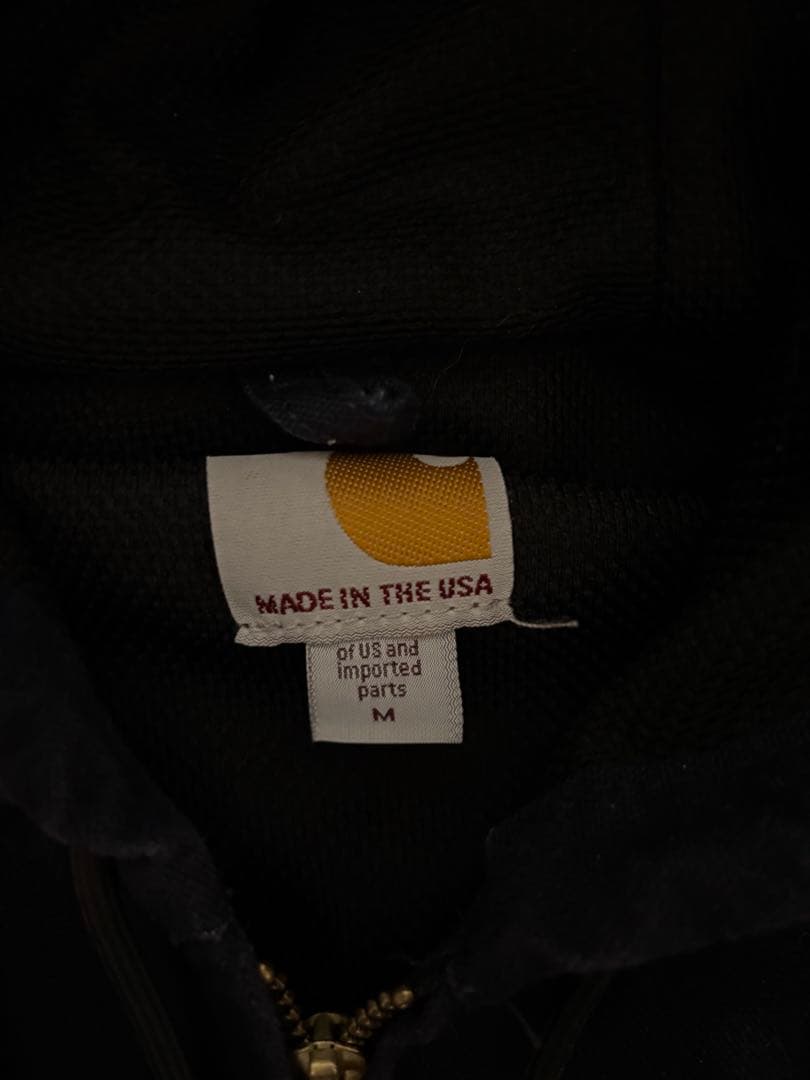 MADE IN THE USA
of US and
imported
parts
M